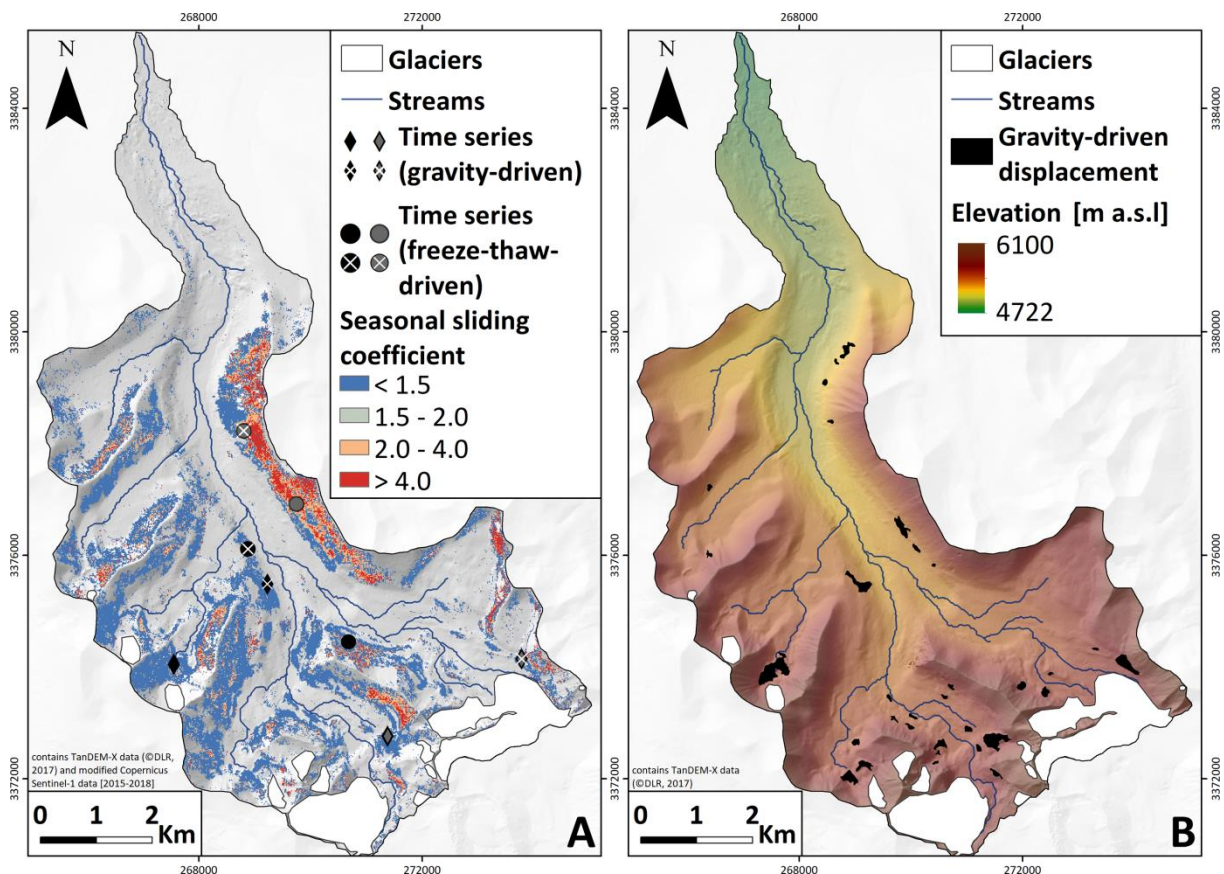 268000
272000
N
Glaciers
Streams
Time series
(gravity-driven)
Time series
(freeze-thaw-
driven)
Seasonal sliding
coefficient
< 1.5
1.5 - 2.0
2.0 - 4.0
> 4.0
3384000
3380000
3376000
3372000
contains TanDEM-X data (©DLR,
2017) and modified Copernicus
Sentinel-1 data [2015-2018]
0 1 2
Km
A
268000
272000
268000
272000
N
Glaciers
Streams
Gravity-driven
displacement
Elevation [m a.s.l]
6100
4722
3384000
3380000
3376000
3372000
contains TanDEM-X data
(©DLR, 2017)
0 1 2
Km
B
268000
272000